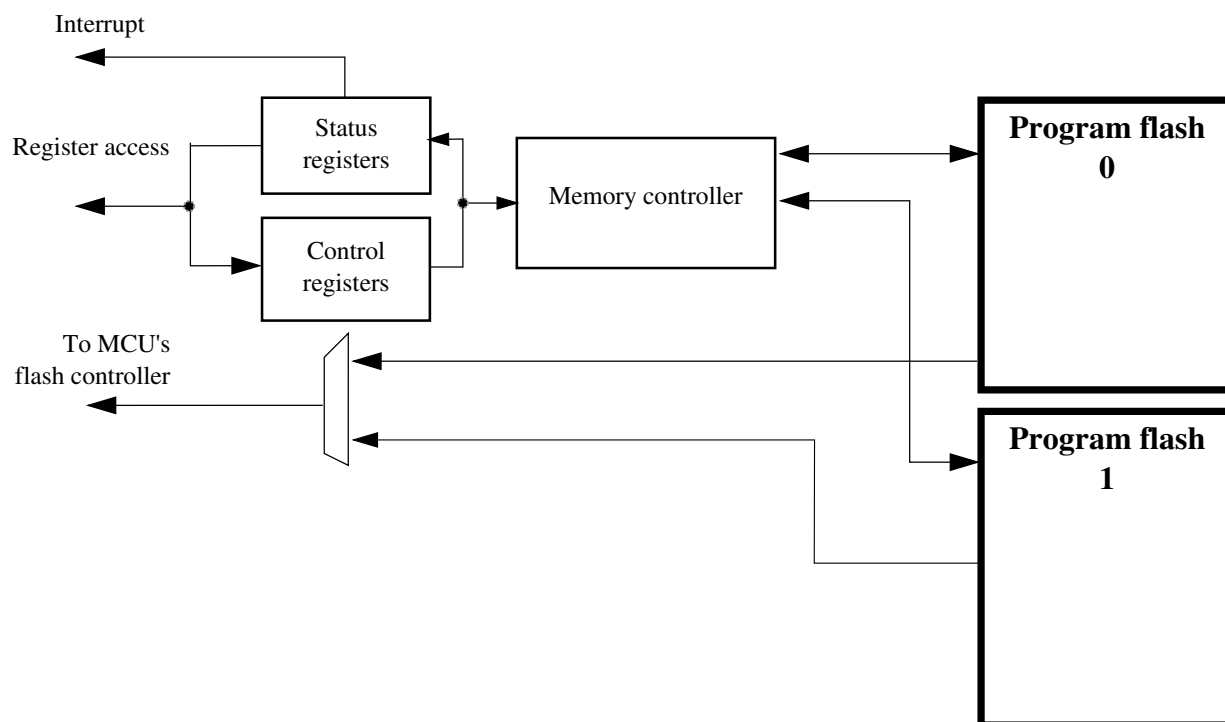 Interrupt
Register access
Status
registers
Control
registers
Memory controller
To MCU's
flash controller
Program flash
0
Program flash
1